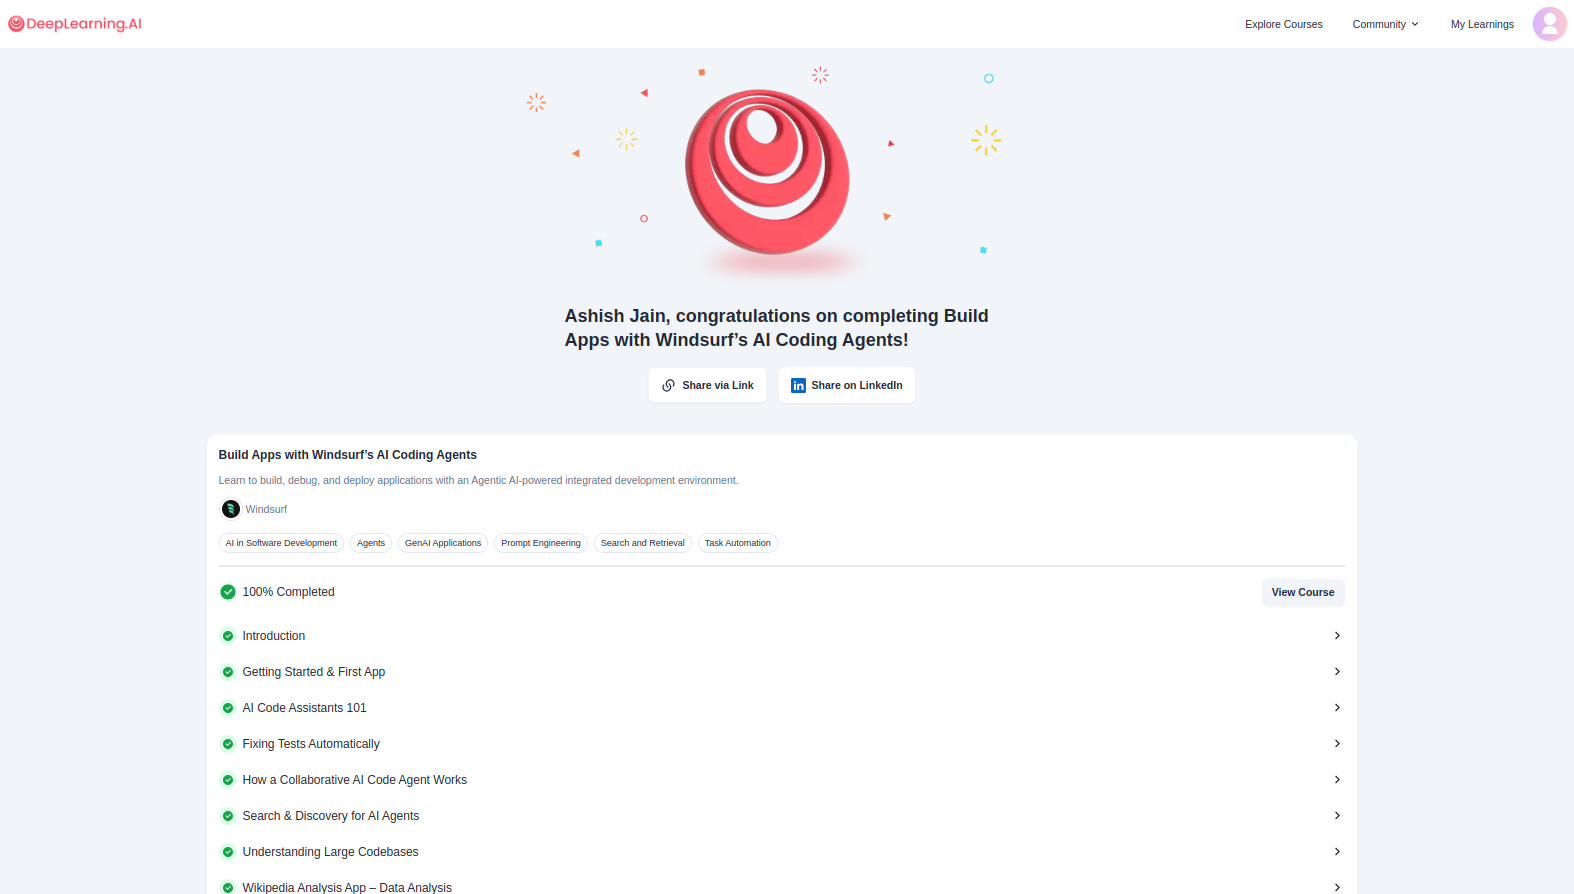 DeepLearning.AI
Explore Courses
Community
My Learnings
Ashish Jain, congratulations on completing Build
Apps with Windsurf’s AI Coding Agents!
Share via Link
Share on LinkedIn
Build Apps with Windsurf’s AI Coding Agents
Learn to build, debug, and deploy applications with an Agentic AI-powered integrated development environment.
Windsurf
AI in Software Development
Agents
GenAI Applications
Prompt Engineering
Search and Retrieval
Task Automation
100% Completed
View Course
Introduction
Getting Started & First App
AI Code Assistants 101
Fixing Tests Automatically
How a Collaborative AI Code Agent Works
Search & Discovery for AI Agents
Understanding Large Codebases
Wikipedia Analysis App – Data Analysis